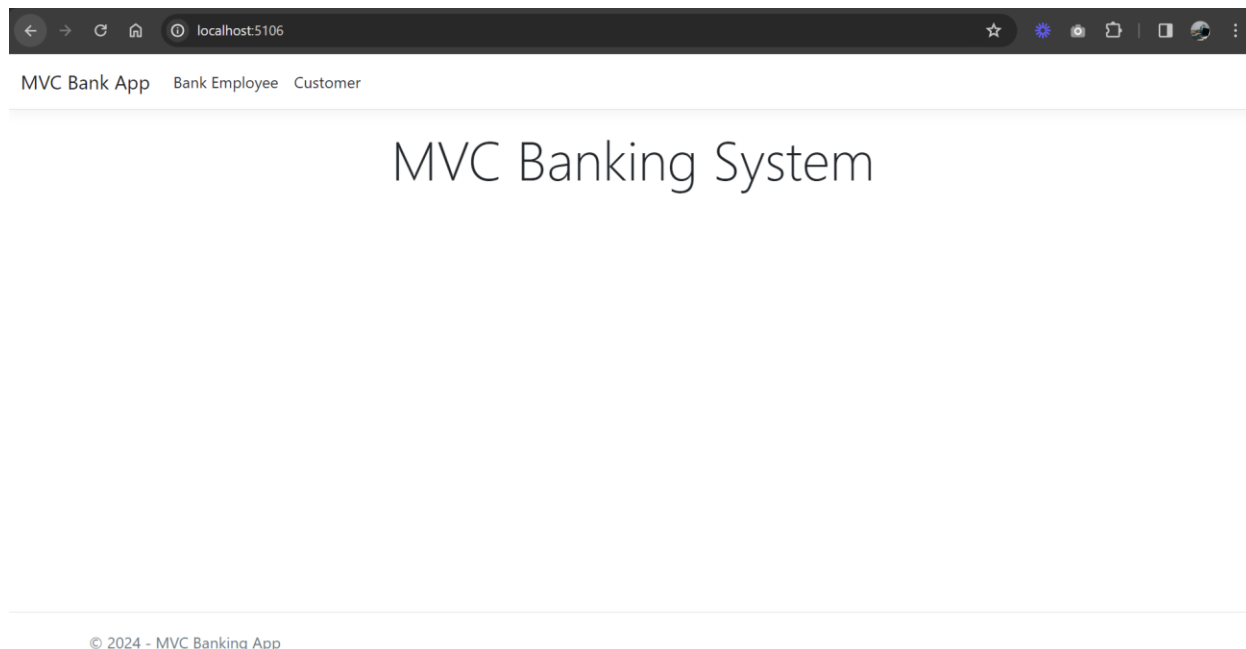 localhost:5106
MVC Bank App Bank Employee Customer
MVC Banking System
© 2024 - MVC Banking App